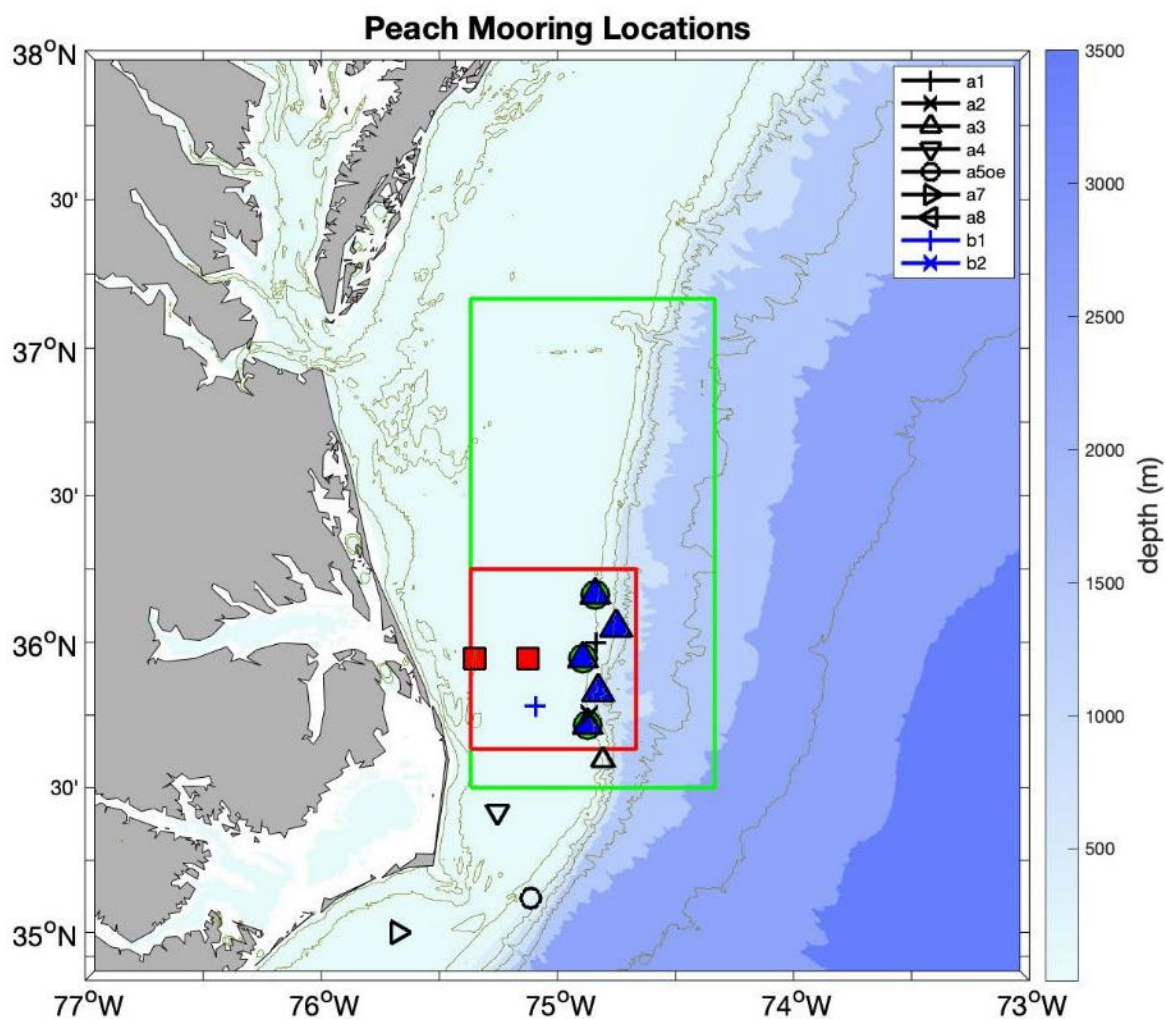 Peach Mooring Locations
38°N
30'
37°N
30'
36°N
30'
35°N
77°W
76°W
75°W
74°W
73°W
a1
a2
a3
a4
a5oe
a7
a8
b1
b2
3500
3000
2500
2000
1500
1000
500
depth (m)